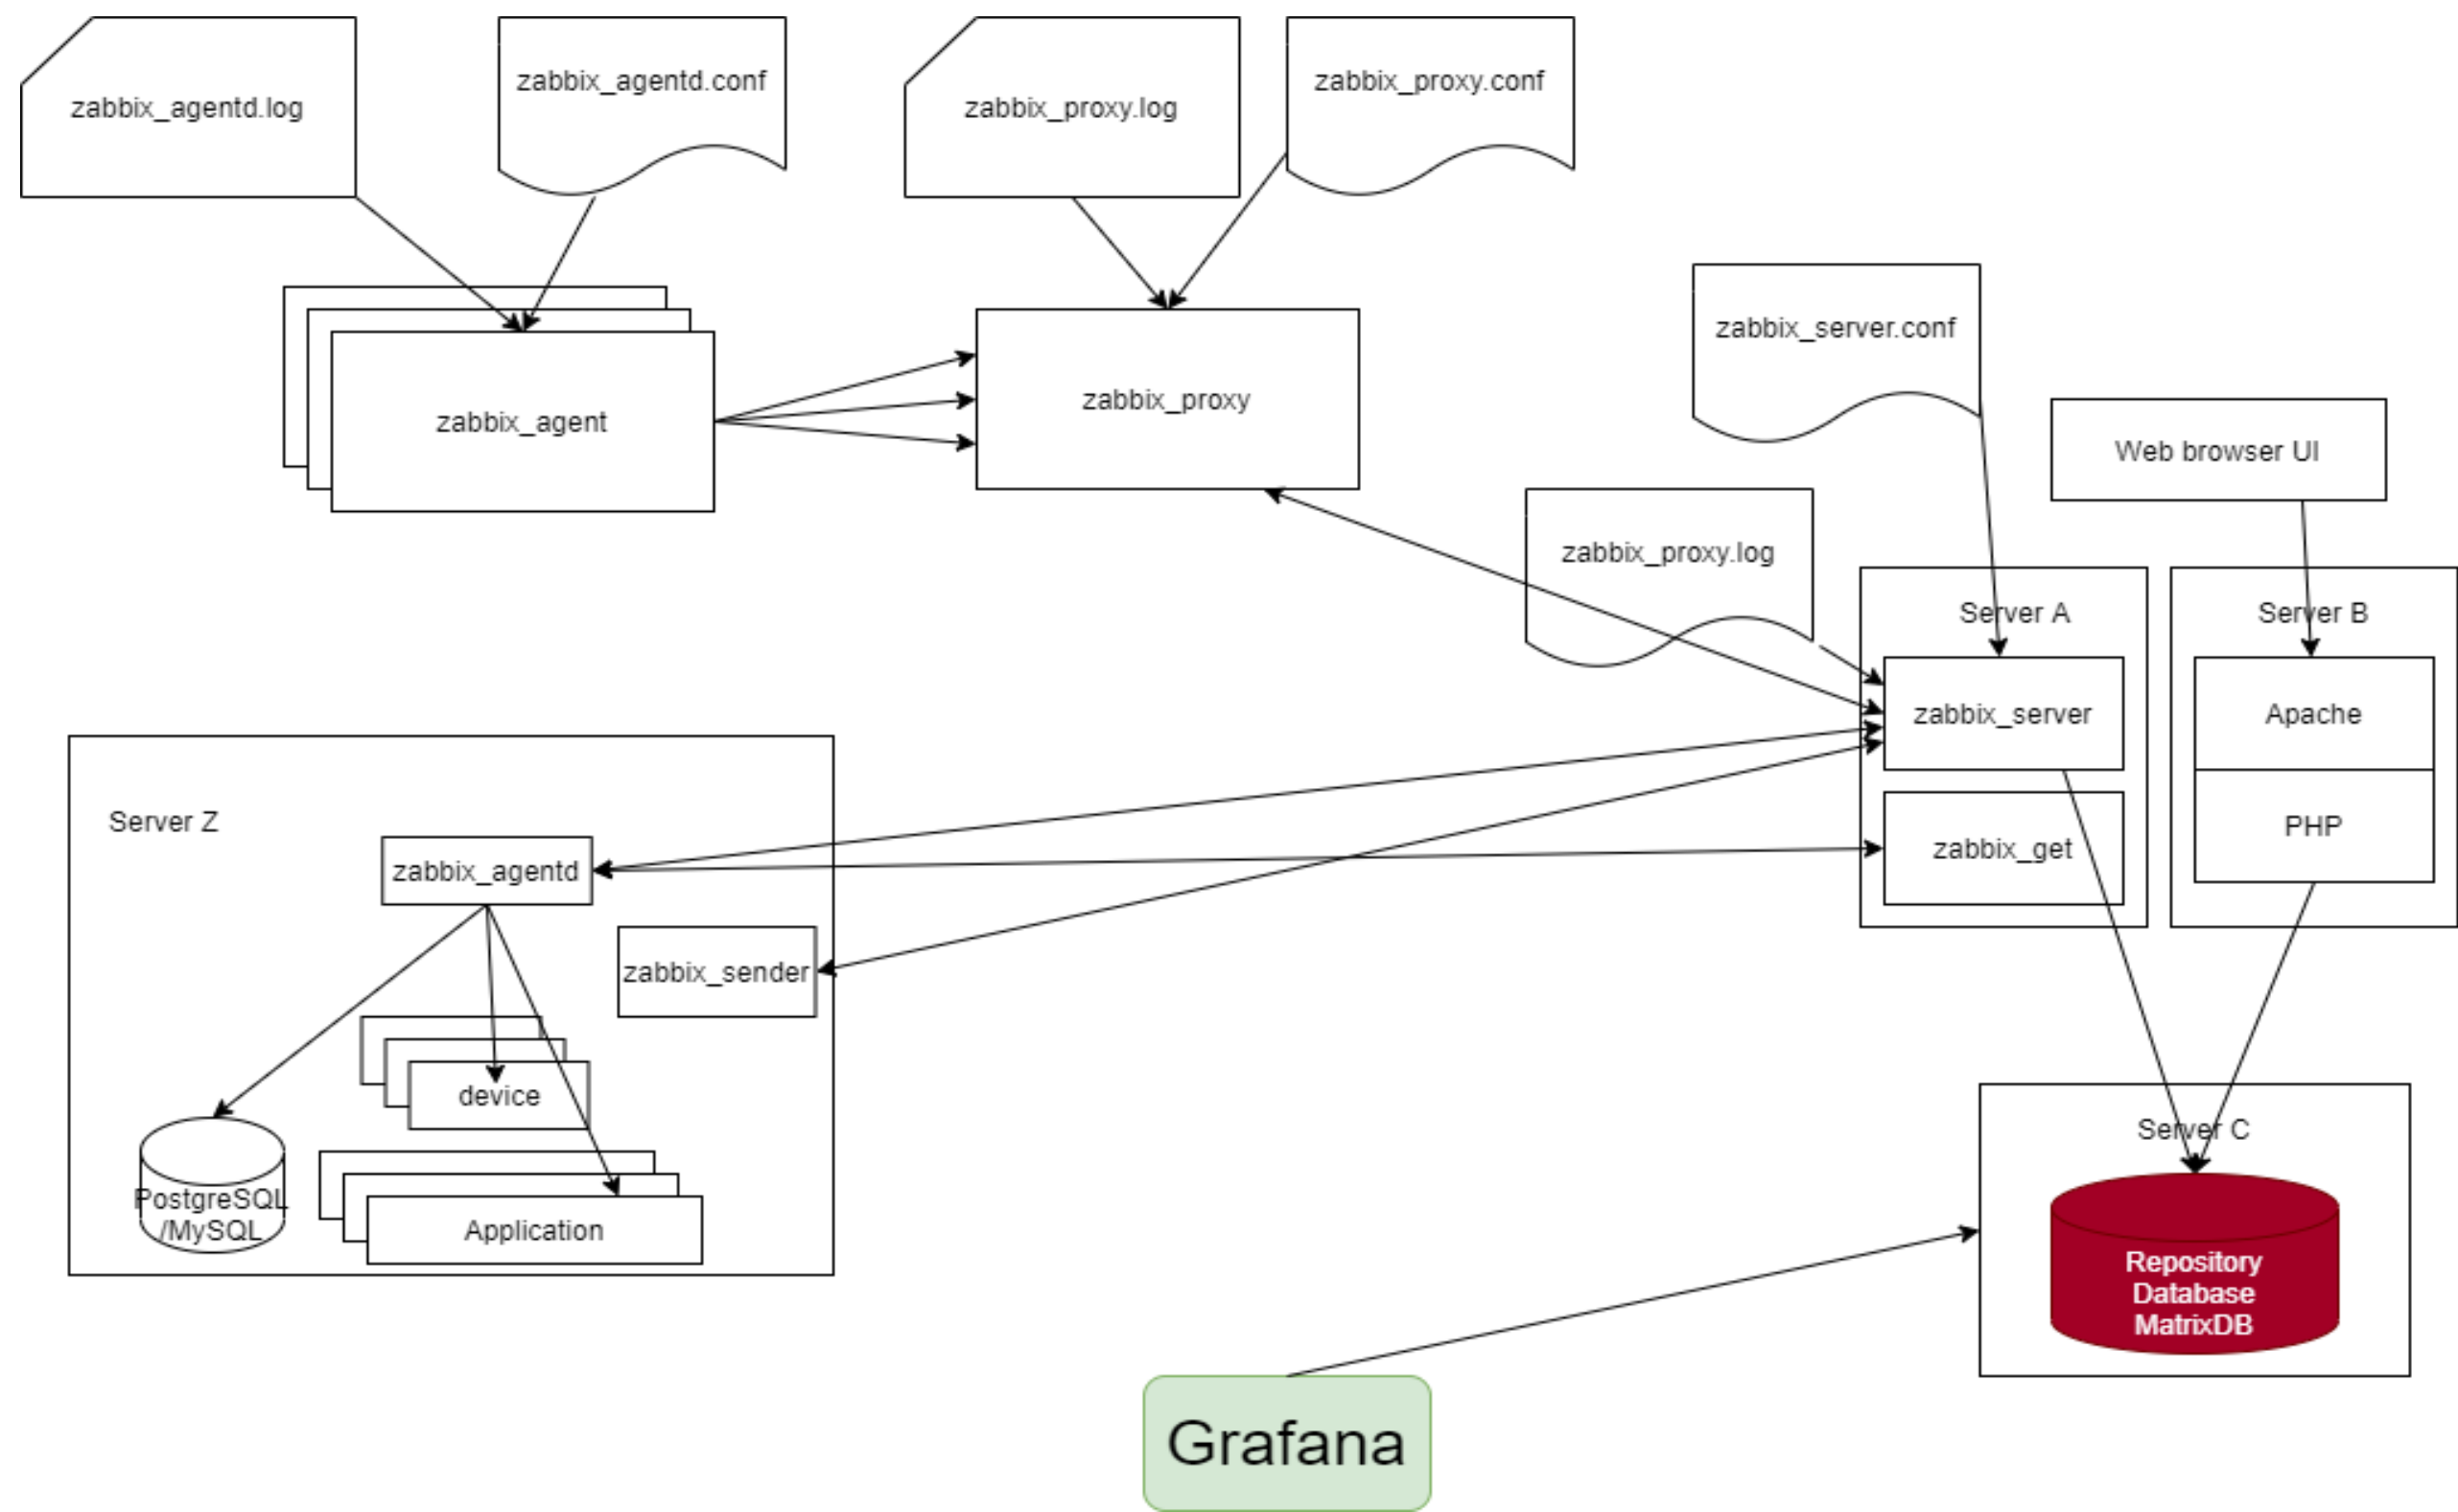 zabbix_agentd.log
zabbix_agentd.conf
zabbix_proxy.log
zabbix_proxy.conf
zabbix_server.conf
zabbix_agent
zabbix_proxy
Web browser UI
zabbix_proxy.log
Server A
Server B
zabbix_server
Apache
Server Z
PHP
zabbix_get
zabbix_agentd
zabbix_sender
device
Server C
PostgreSQL
/MySQL
Application
Repository
Database
MatrixDB
Grafana